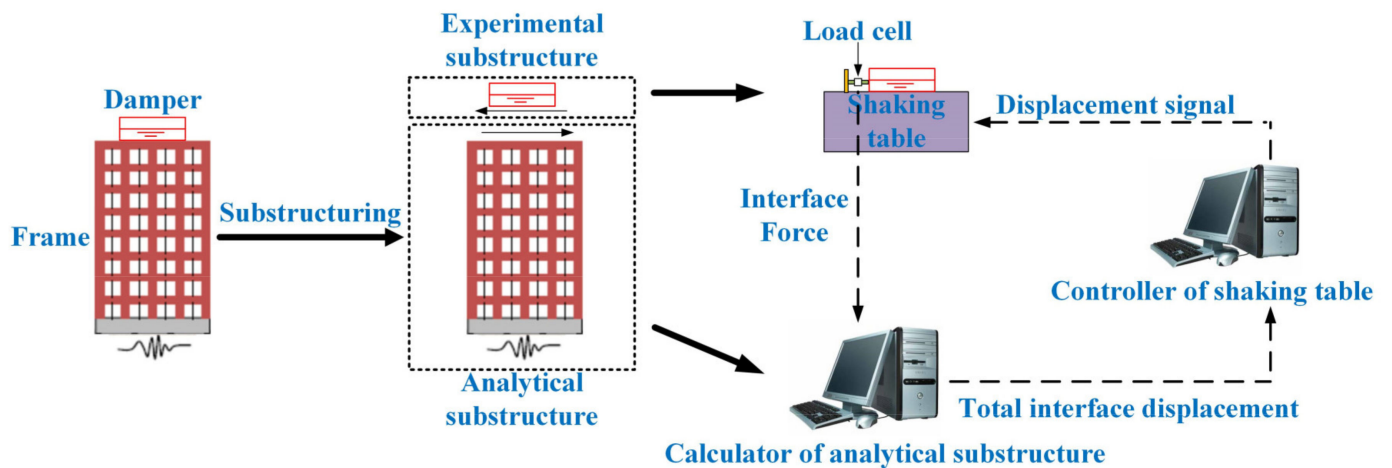 Experimental
substructure
Load cell
Damper
Shaking
table
Displacement signal
Substructuring
Interface
Force
Frame
Controller of shaking table
Analytical
substructure
Total interface displacement
Calculator of analytical substructure